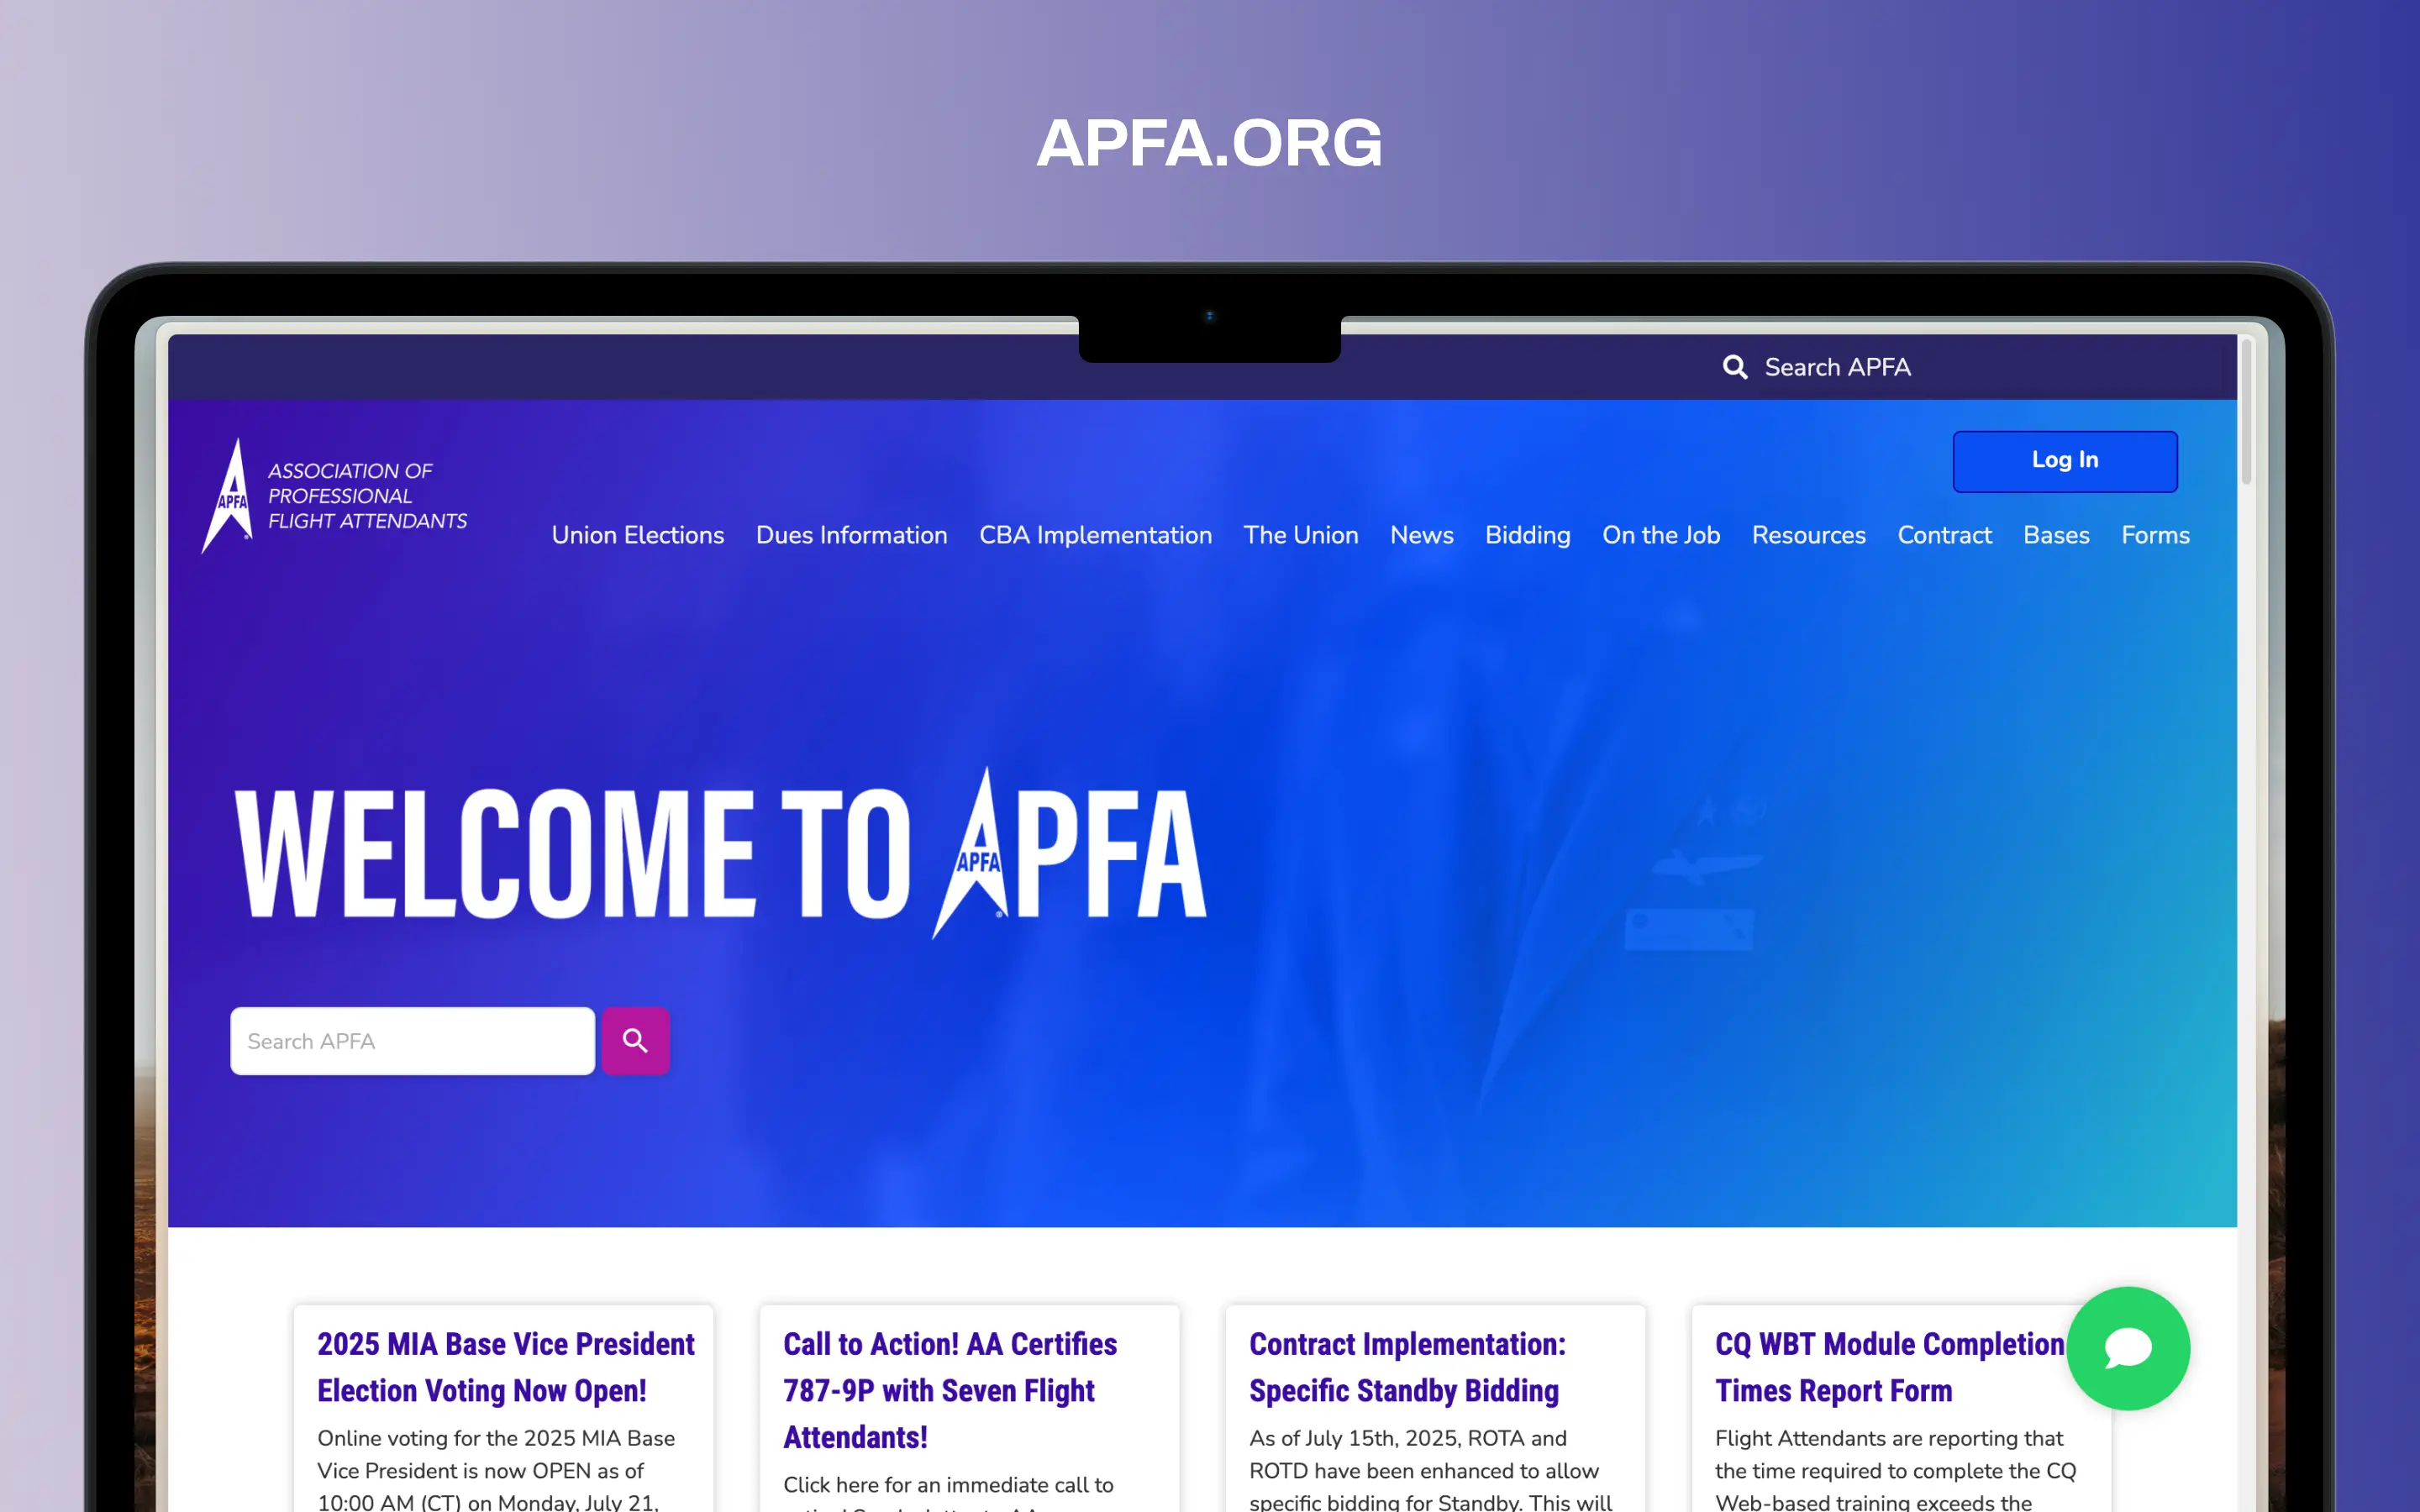 APFA.ORG
Search APFA
Log In
APFA
ASSOCIATION OF
PROFESSIONAL
FLIGHT ATTENDANTS
Union Elections Dues Information CBA Implementation The Union News Bidding On the Job Resources Contract Bases Forms
WELCOME TO APFA
APFA
Search APFA
2025 MIA Base Vice President
Election Voting Now Open!
Online voting for the 2025 MIA Base
Vice President is now OPEN as of
10:00 AM (CT) on Monday, July 21,
Call to Action! AA Certifies
787-9P with Seven Flight
Attendants!
Click here for an immediate call to
Contract Implementation:
Specific Standby Bidding
As of July 15th, 2025, ROTA and
ROTD have been enhanced to allow
specific bidding for Standby. This will
CQ WBT Module Completion
Times Report Form
Flight Attendants are reporting that
the time required to complete the CQ
Web-based training exceeds the